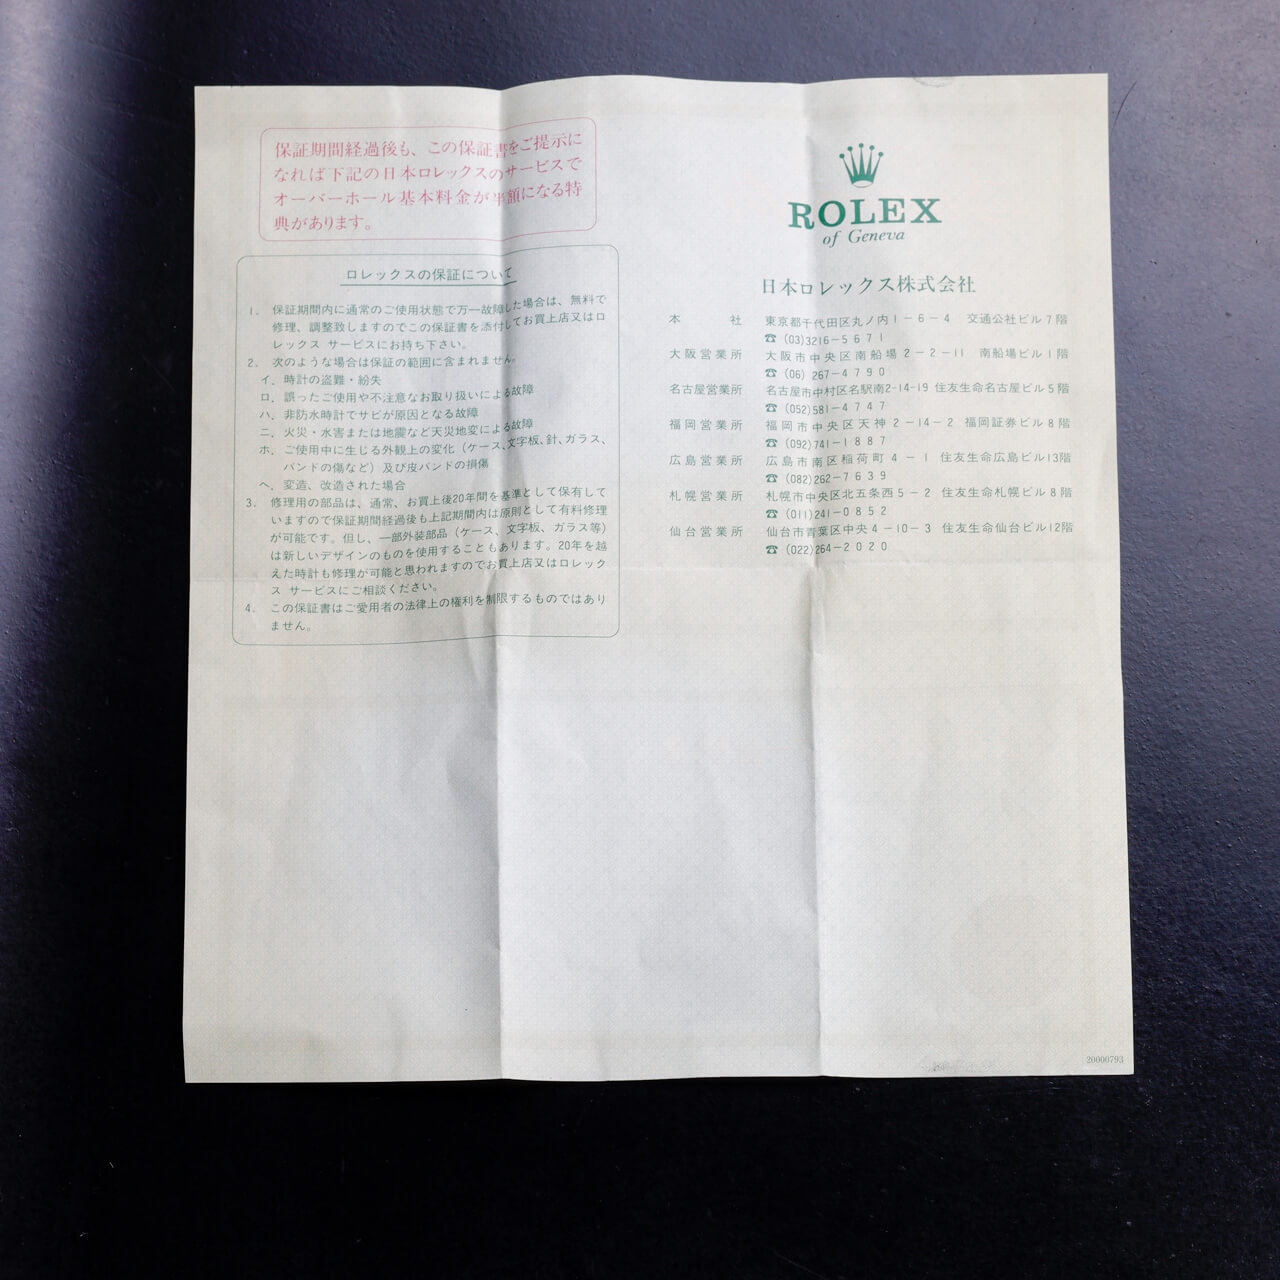 保証期間経過後も、この保証書をご提示に
なれば下記の日本ロレックスのサービスで
オーバーホール基本料金が半額になる特
典があります。
ロレックスの保証について
1. 保証期間内に通常のご使用状態で万一故障した場合は、無料で
修理、調整致しますのでこの保証書を添付してお買上店又はロ
レックス サービスにお持ち下さい。
2. 次のような場合は保証の範囲に含まれません。
イ、時計の盗難・紛失
ロ、誤ったご使用や不注意なお取り扱いによる故障
ハ、非防水時計でサビが原因となる故障
ニ、火災・水害または地震など天災地変による故障
ホ、ご使用中に生じる外観上の変化（ケース、文字板、針、ガラス、
バンドの傷など）及び皮バンドの損傷
ヘ、変造、改造された場合
3. 修理用の部品は、通常、お買上後20年間を基準として保有して
いますので保証期間経過後も上記期間内は原則として有料修理
が可能です。但し、一部外装部品（ケース、文字板、ガラス等）
は新しいデザインのものを使用することもあります。20年を越
えた時計も修理が可能と思われますのでお買上店又はロレック
ス サービスにご相談ください。
4. この保証書はご愛用者の法律上の権利を制限するものではあり
ません。
ROLEX
of Geneva
日本ロレックス株式会社
本社 東京都千代田区丸ノ内1-6-4 交通公社ビル7階
☎ (03)3216-5671
大阪営業所 大阪市中央区南船場2-2-11 南船場ビル1階
☎ (06) 267-4790
名古屋営業所 名古屋市中村区名駅南2-14-19 住友生命名古屋ビル5階
☎ (052)581-4747
福岡営業所 福岡市中央区天神2-14-2 福岡証券ビル8階
☎ (092)741-1887
広島営業所 広島市南区稲荷町4-1 住友生命広島ビル13階
☎ (082)262-7639
札幌営業所 札幌市中央区北五条西5-2 住友生命札幌ビル8階
☎ (011)241-0852
仙台営業所 仙台市青葉区中央4-10-3 住友生命仙台ビル12階
☎ (022)264-2020
20000793